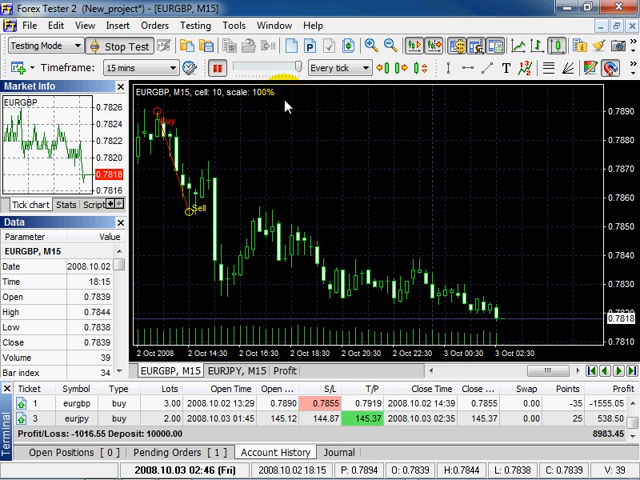 Forex Tester 2 (New_project*) - [EURGBP, M15]
File Edit View Insert Orders Testing Tools Window Help
Testing Mode Stop Test
Timeframe: 15 mins Every tick
Market Info
EURGBP
0.7826
0.7824
0.7822
0.7820
0.7818
0.7816
Tick chart Stats Script
Data
Parameter Value
EURGBP, M15
Date 2008.10.02
Time 18:15
Open 0.7839
High 0.7844
Low 0.7838
Close 0.7839
Volume 39
Bar index 34
EURGBP, M15, cell: 10, scale: 100%
Buy
Sell
0.7890
0.7880
0.7870
0.7860
0.7850
0.7840
0.7830
0.7820
0.7818
0.7810
2 Oct 2008 2 Oct 14:30 2 Oct 16:30 2 Oct 18:30 2 Oct 20:30 2 Oct 22:30 3 Oct 00:30 3 Oct 02:30
EURGBP, M15 EURJPY, M15 Profit
Terminal
Ticket Symbol Type Lots Open Time Open ... S/L T/P Close Time Close ... Swap Points Profit
1 eurgbp buy 3.00 2008.10.02 13:29 0.7890 0.7855 0.7919 2008.10.02 14:39 0.7855 0.00 -35 -1555.05
3 eurjpy buy 2.00 2008.10.03 01:45 145.12 144.87 145.37 2008.10.03 02:35 145.37 0.00 25 538.50
Profit/Loss: -1016.55 Deposit: 10000.00 8983.45
Open Positions [ 0 ] Pending Orders [ 1 ] Account History Journal
2008.10.03 02:46 (Fri) 2008.10.02 18:15 P: 0.7894 O: 0.7839 H:0.7844 L: 0.7838 C: 0.7839 V: 39